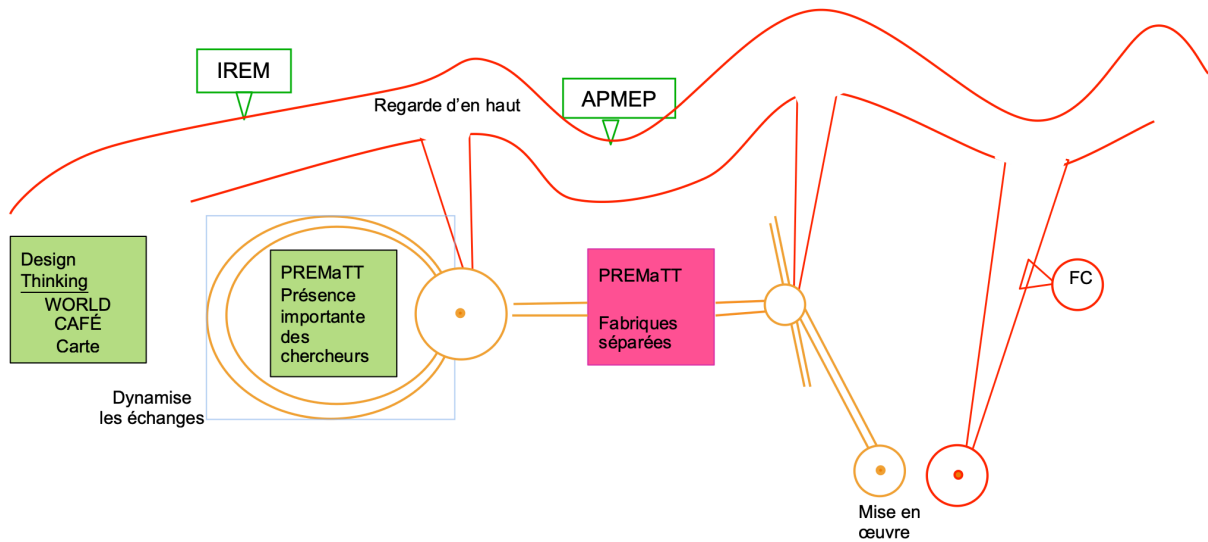 IREM
Regarde d'en haut
APMEP
Design
Thinking
WORLD
CAFÉ
Carte
PREMaTT
Présence
importante
des
chercheurs
PREMaTT
Fabriques
séparées
FC
Dynamise
les échanges
Mise en
œuvre